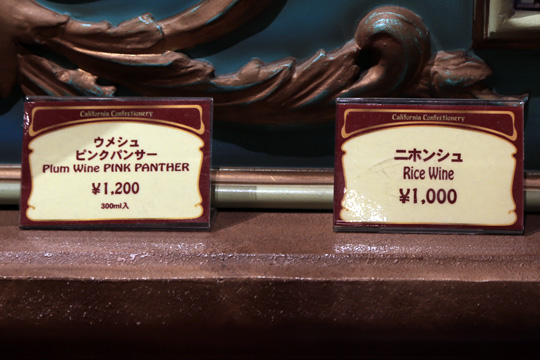 California Confectionery
ウメシュ
ピンクパンサー
Plum Wine PINK PANTHER
¥1,200
300ml入
California Confectionery
ニホンシュ
Rice Wine
¥1,000